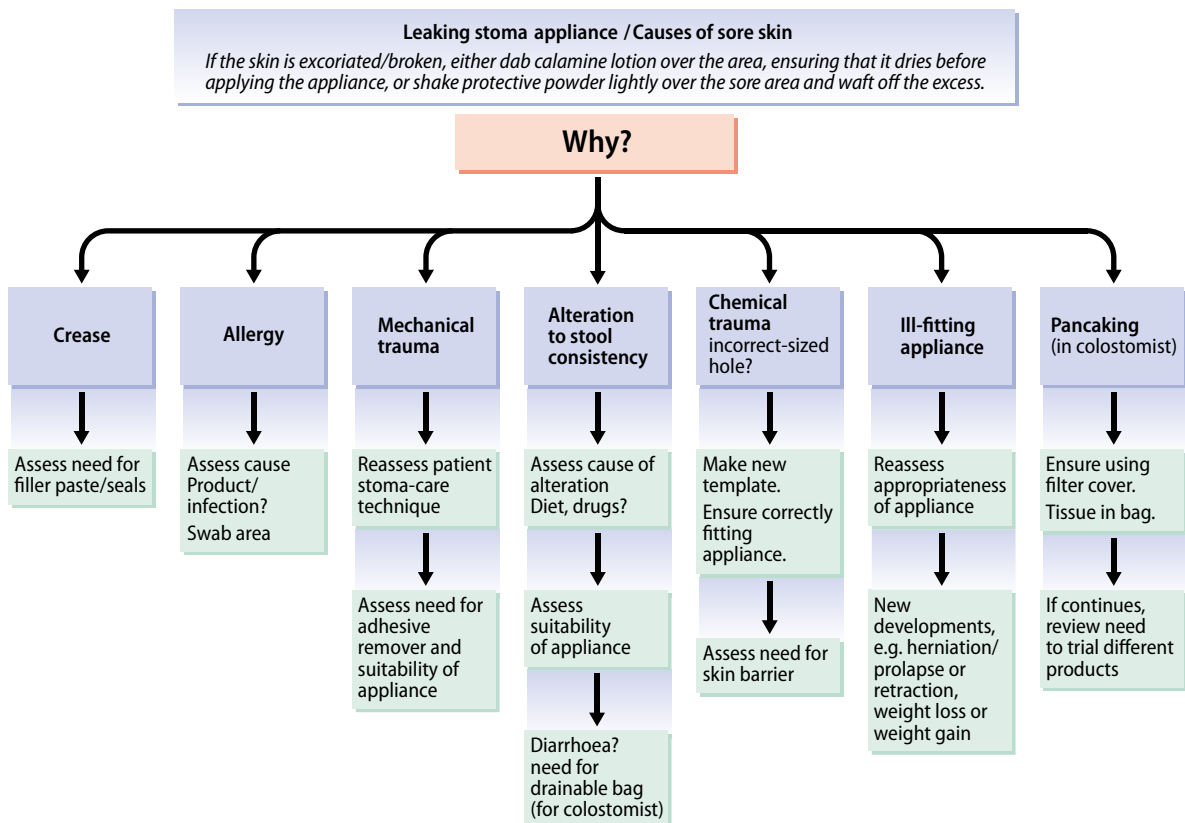 Leaking stoma appliance / Causes of sore skin
If the skin is excoriated/broken, either dab calamine lotion over the area, ensuring that it dries before
applying the appliance, or shake protective powder lightly over the sore area and waft off the excess.
Why?
Crease
Assess need for
filler paste/seals
Allergy
Assess cause
Product/
infection?
Swab area
Mechanical
trauma
Reassess patient
stoma-care
technique
Assess need for
adhesive
remover and
suitability of
appliance
Alteration
to stool
consistency
Assess cause of
alteration
Diet, drugs?
Assess
suitability
of appliance
Diarrhoea?
need for
drainable bag
(for colostomist)
Chemical
trauma
incorrect-sized
hole?
Make new
template.
Ensure correctly
fitting
appliance.
Assess need for
skin barrier
Ill-fitting
appliance
Reassess
appropriateness
of appliance
New
developments,
e.g. herniation/
prolapse or
retraction,
weight loss or
weight gain
Pancaking
(in colostomist)
Ensure using
filter cover.
Tissue in bag.
If continues,
review need
to trial different
products